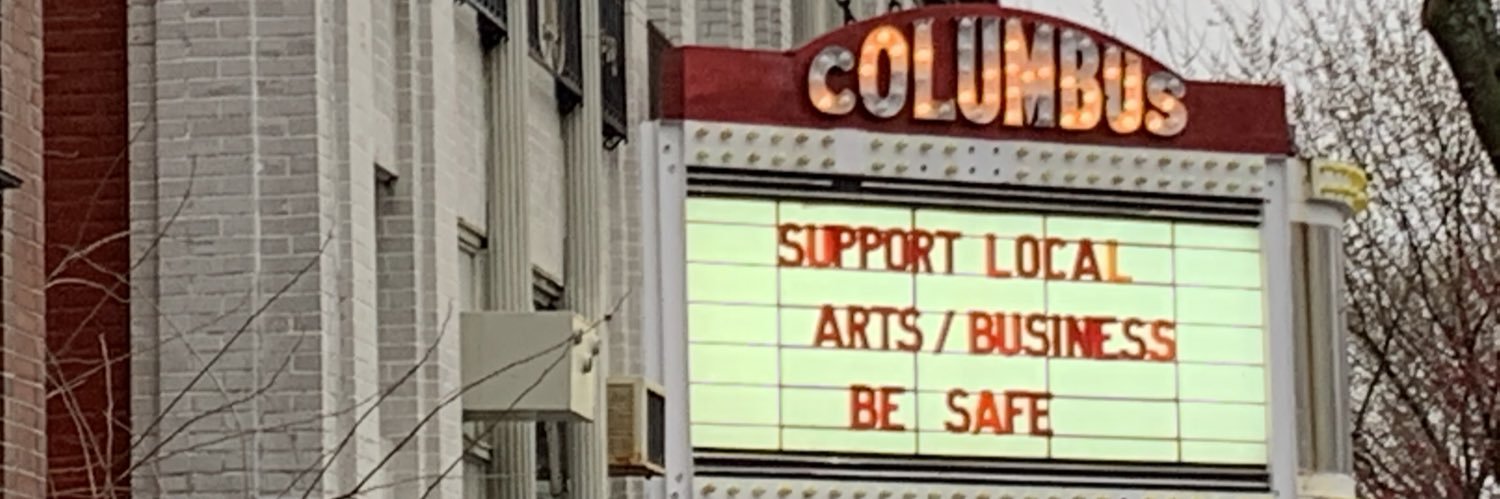 COLUMBUS
SUPPORT LOCAL
ARTS / BUSINESS
BE SAFE